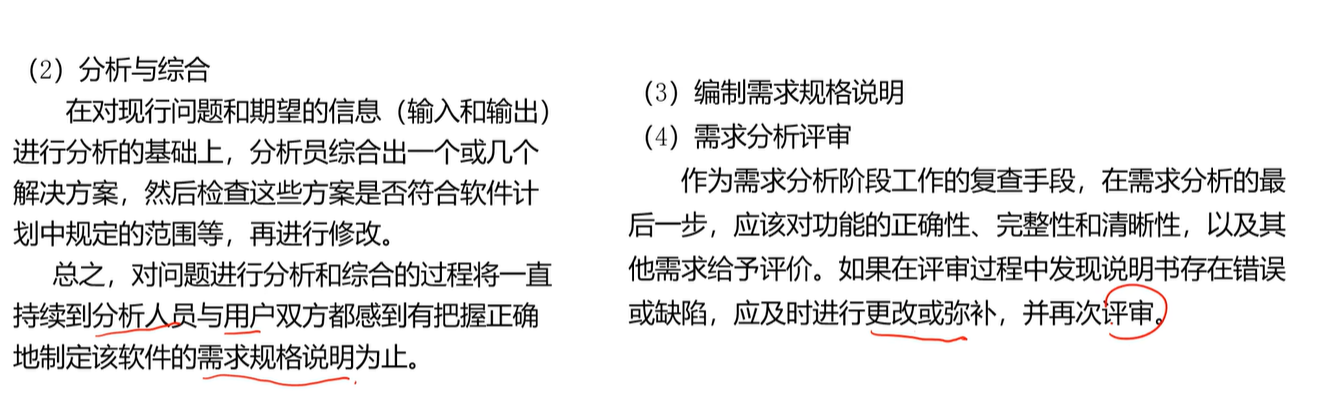 （2）分析与综合
在对现行问题和期望的信息（输入和输出）
进行分析的基础上，分析员综合出一个或几个
解决方案，然后检查这些方案是否符合软件计
划中规定的范围等，再进行修改。
总之，对问题进行分析和综合的过程将一直
持续到分析人员与用户双方都感到有把握正确
地制定该软件的需求规格说明为止。
（3）编制需求规格说明
（4）需求分析评审
作为需求分析阶段工作的复查手段，在需求分析的最
后一步，应该对功能的正确性、完整性和清晰性，以及其
他需求给予评价。如果在评审过程中发现说明书存在错误
或缺陷，应及时进行更改或弥补，并再次评审。